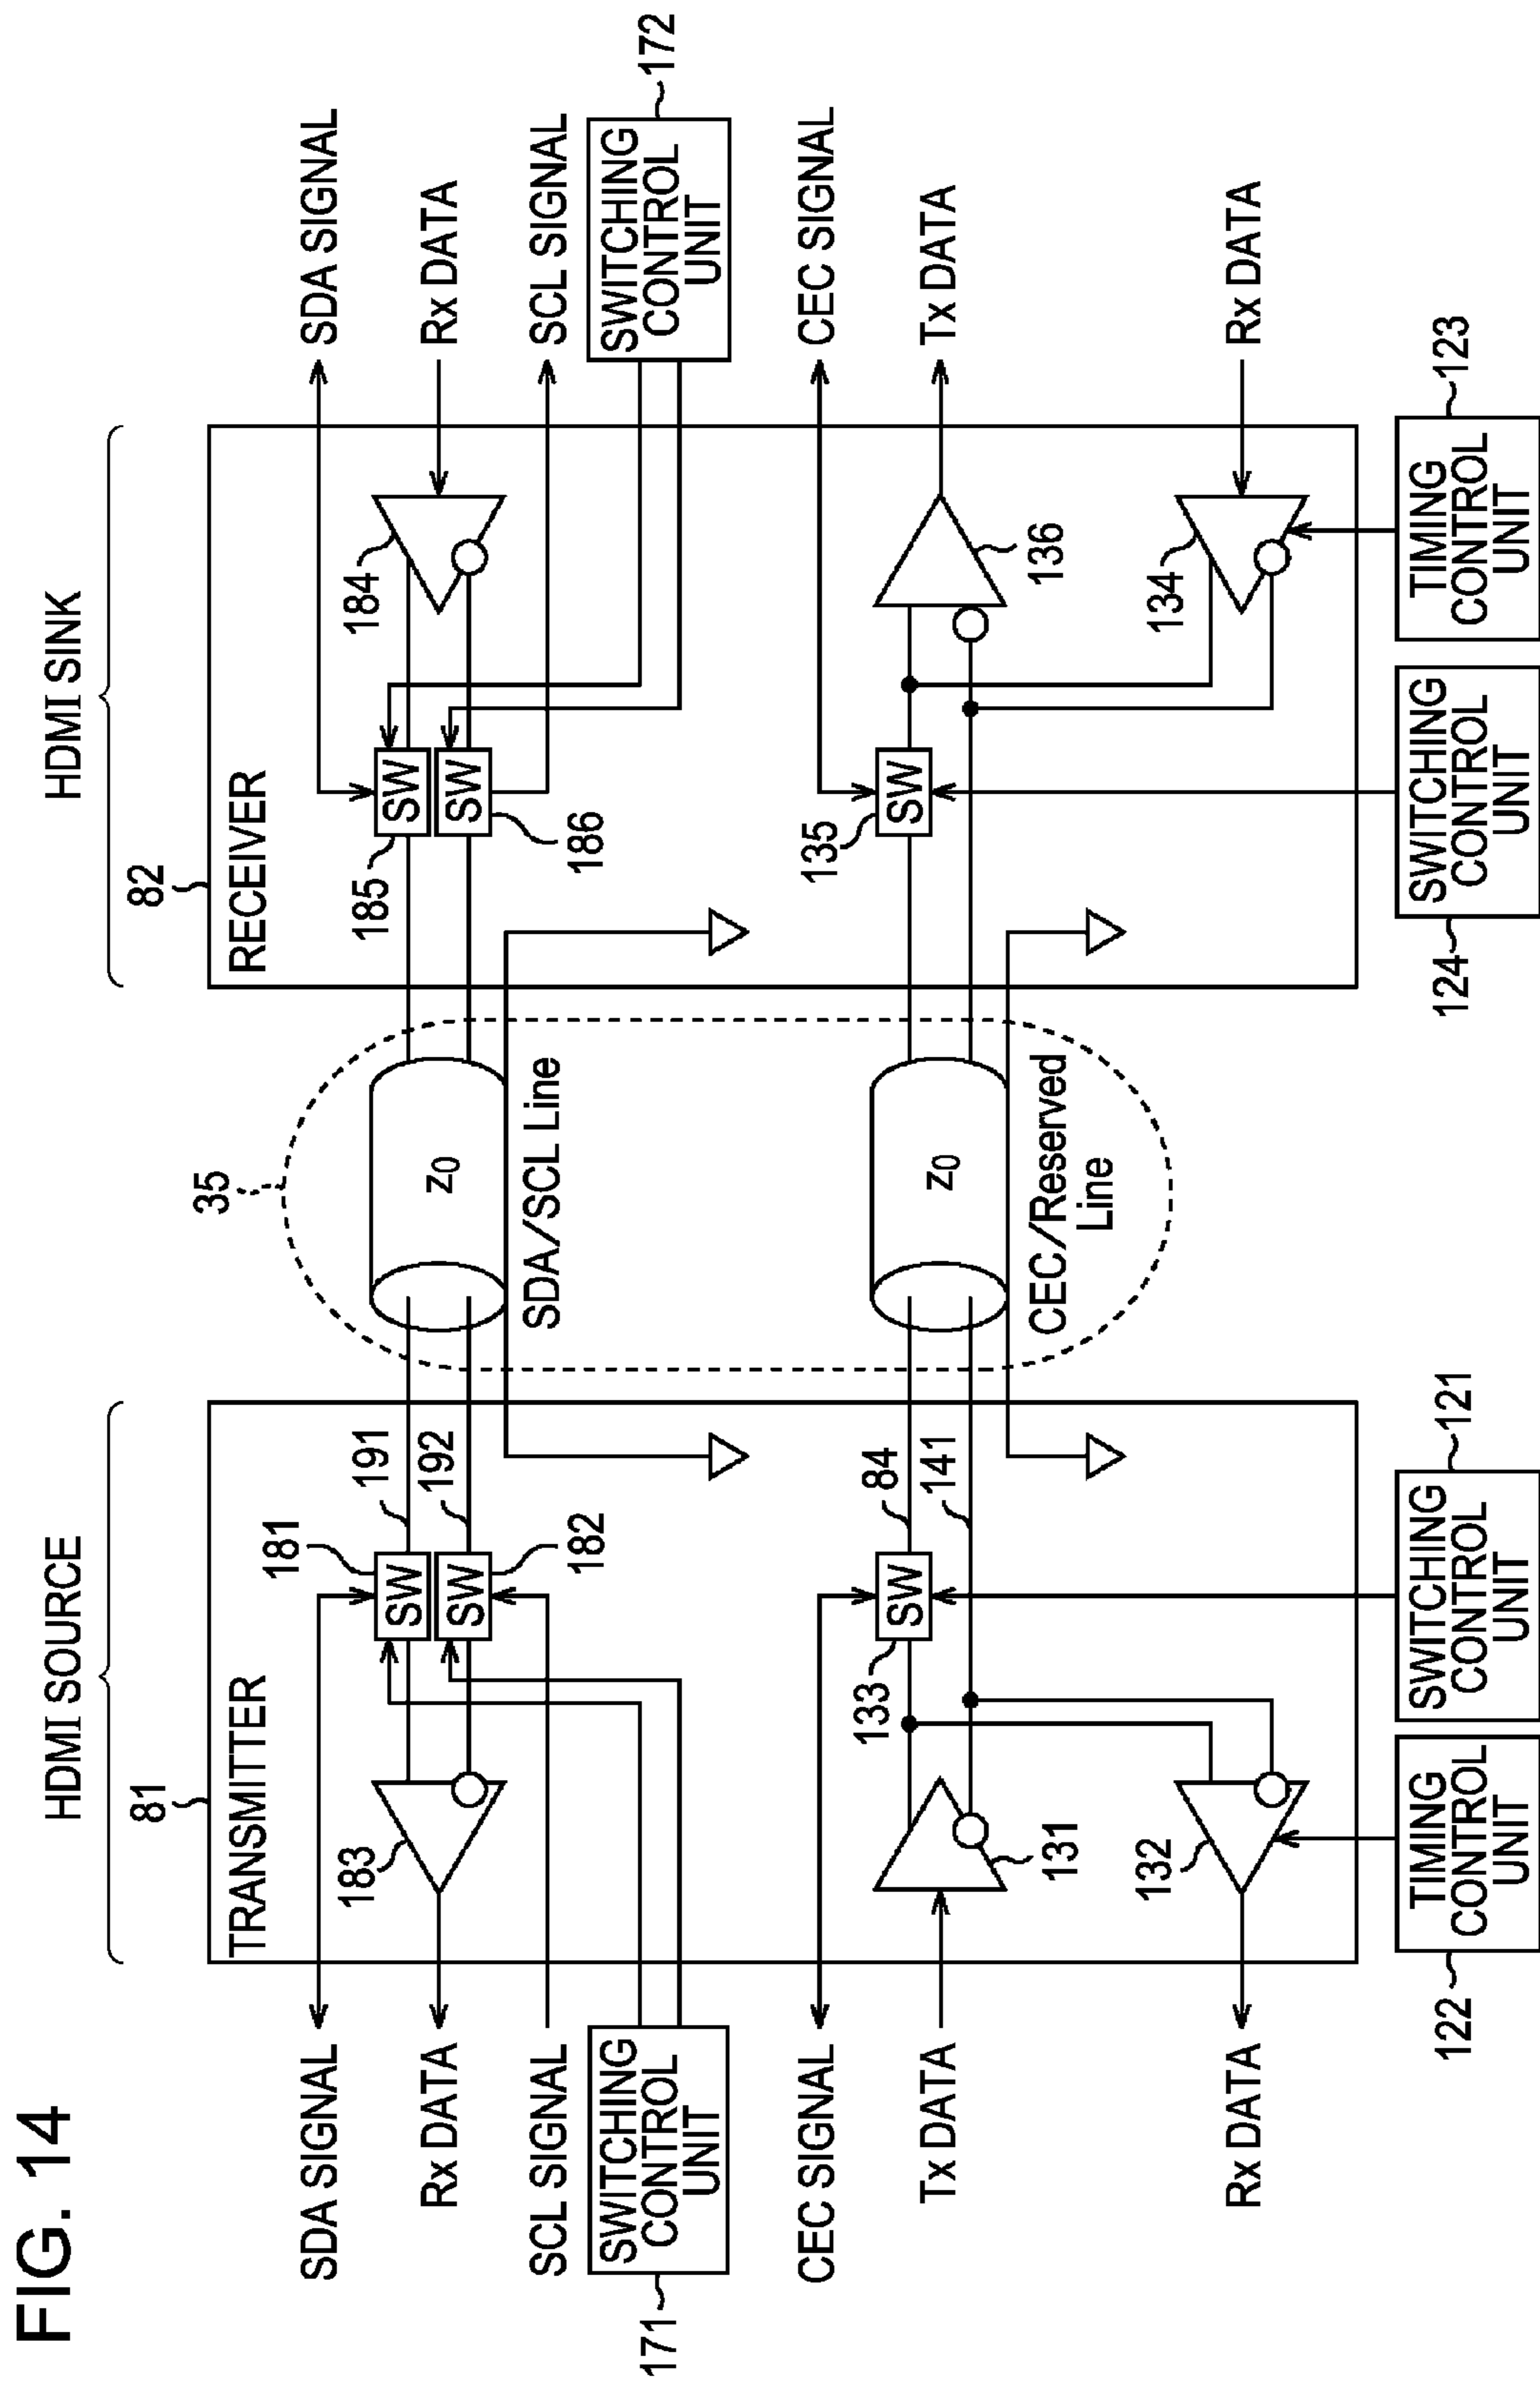 FIG. 14
HDMI SOURCE
HDMI SINK
81
TRANSMITTER
35
82
RECEIVER
SDA SIGNAL
181
191
185
184
SDA SIGNAL
Rx DATA
183
SW
Z0
SW
Rx DATA
SW
192
SW
SCL SIGNAL
182
SDA/SCL Line
186
SCL SIGNAL
171
SWITCHING
CONTROL
UNIT
SWITCHING
CONTROL
UNIT
172
CEC SIGNAL
133
84
135
CEC SIGNAL
SW
SW
Tx DATA
141
Z0
Tx DATA
131
CEC/Reserved
Line
136
132
134
Rx DATA
Rx DATA
122
TIMING
CONTROL
UNIT
SWITCHING
CONTROL
UNIT
121
124
SWITCHING
CONTROL
UNIT
TIMING
CONTROL
UNIT
123